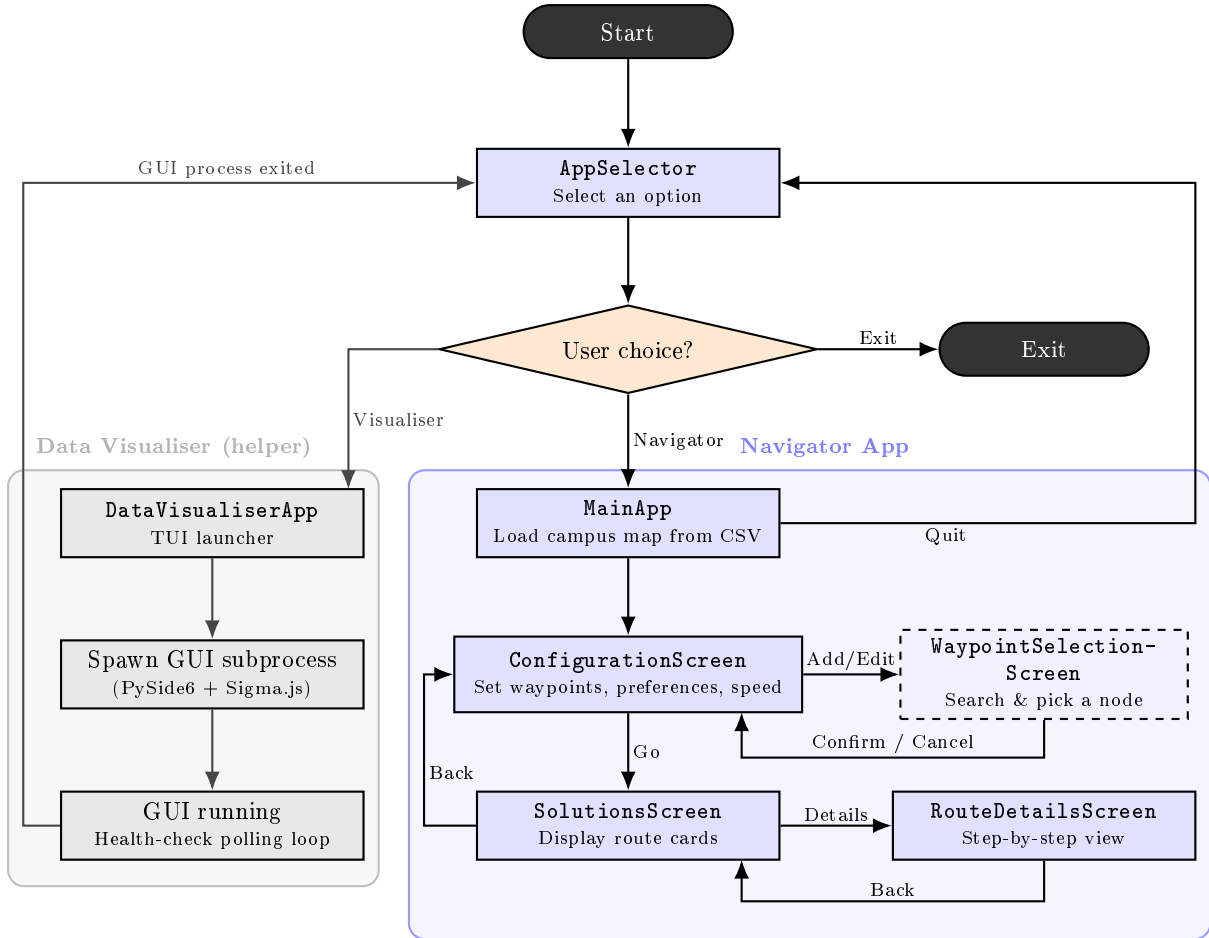 Start
GUI process exited
AppSelector
Select an option
User choice?
Exit
Exit
Visualiser
Navigator
Data Visualiser (helper)
Navigator App
DataVisualiserApp
TUI launcher
MainApp
Load campus map from CSV
Quit
Spawn GUI subprocess
(PySide6 + Sigma.js)
ConfigurationScreen
Set waypoints, preferences, speed
Add/Edit
WaypointSelection-
Screen
Search & pick a node
Confirm / Cancel
Go
Back
GUI running
Health-check polling loop
SolutionsScreen
Display route cards
Details
RouteDetailsScreen
Step-by-step view
Back